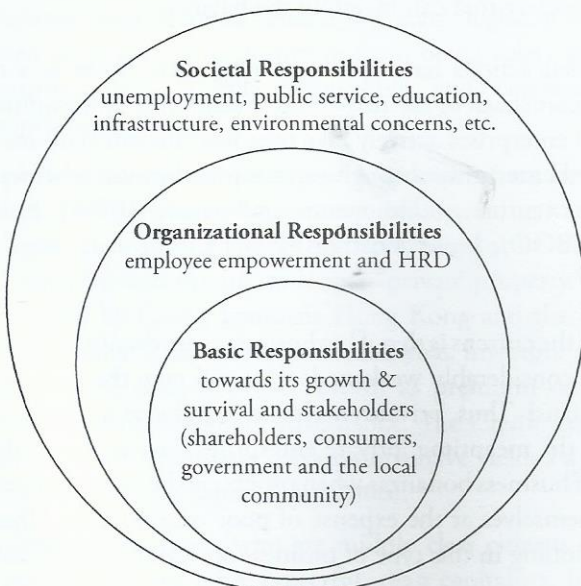 Societal Responsibilities
unemployment, public service, education,
infrastructure, environmental concerns, etc.
Organizational Responsibilities
employee empowerment and HRD
Basic Responsibilities
towards its growth &
survival and stakeholders
(shareholders, consumers,
government and the local
community)